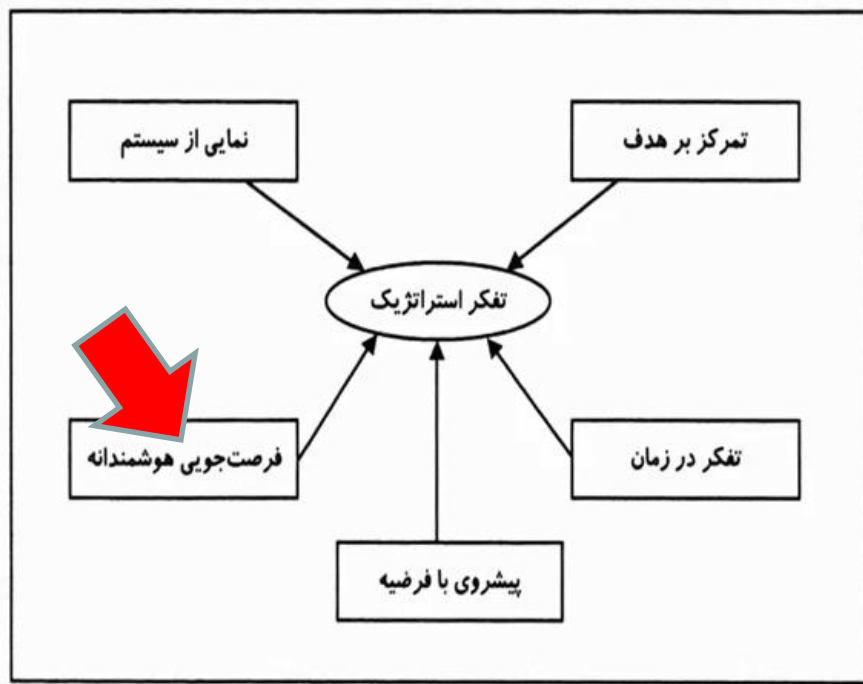 تمرکز بر هدف
نمایی از سیستم
تفکر استراتژیک
تفکر در زمان
فرصت‌جویی هوشمندانه
پیشروی با فرضیه